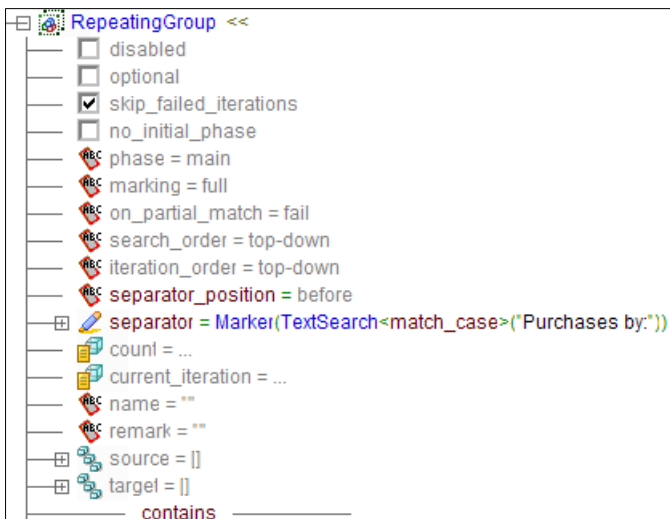 RepeatingGroup <<
disabled
optional
skip_failed_iterations
no_initial_phase
phase = main
marking = full
on_partial_match = fail
search_order = top-down
iteration_order = top-down
separator_position = before
separator = Marker(TextSearch<match_case>("Purchases by:"))
count = ...
current_iteration = ...
name = ""
remark = ""
source = []
target = []
contains